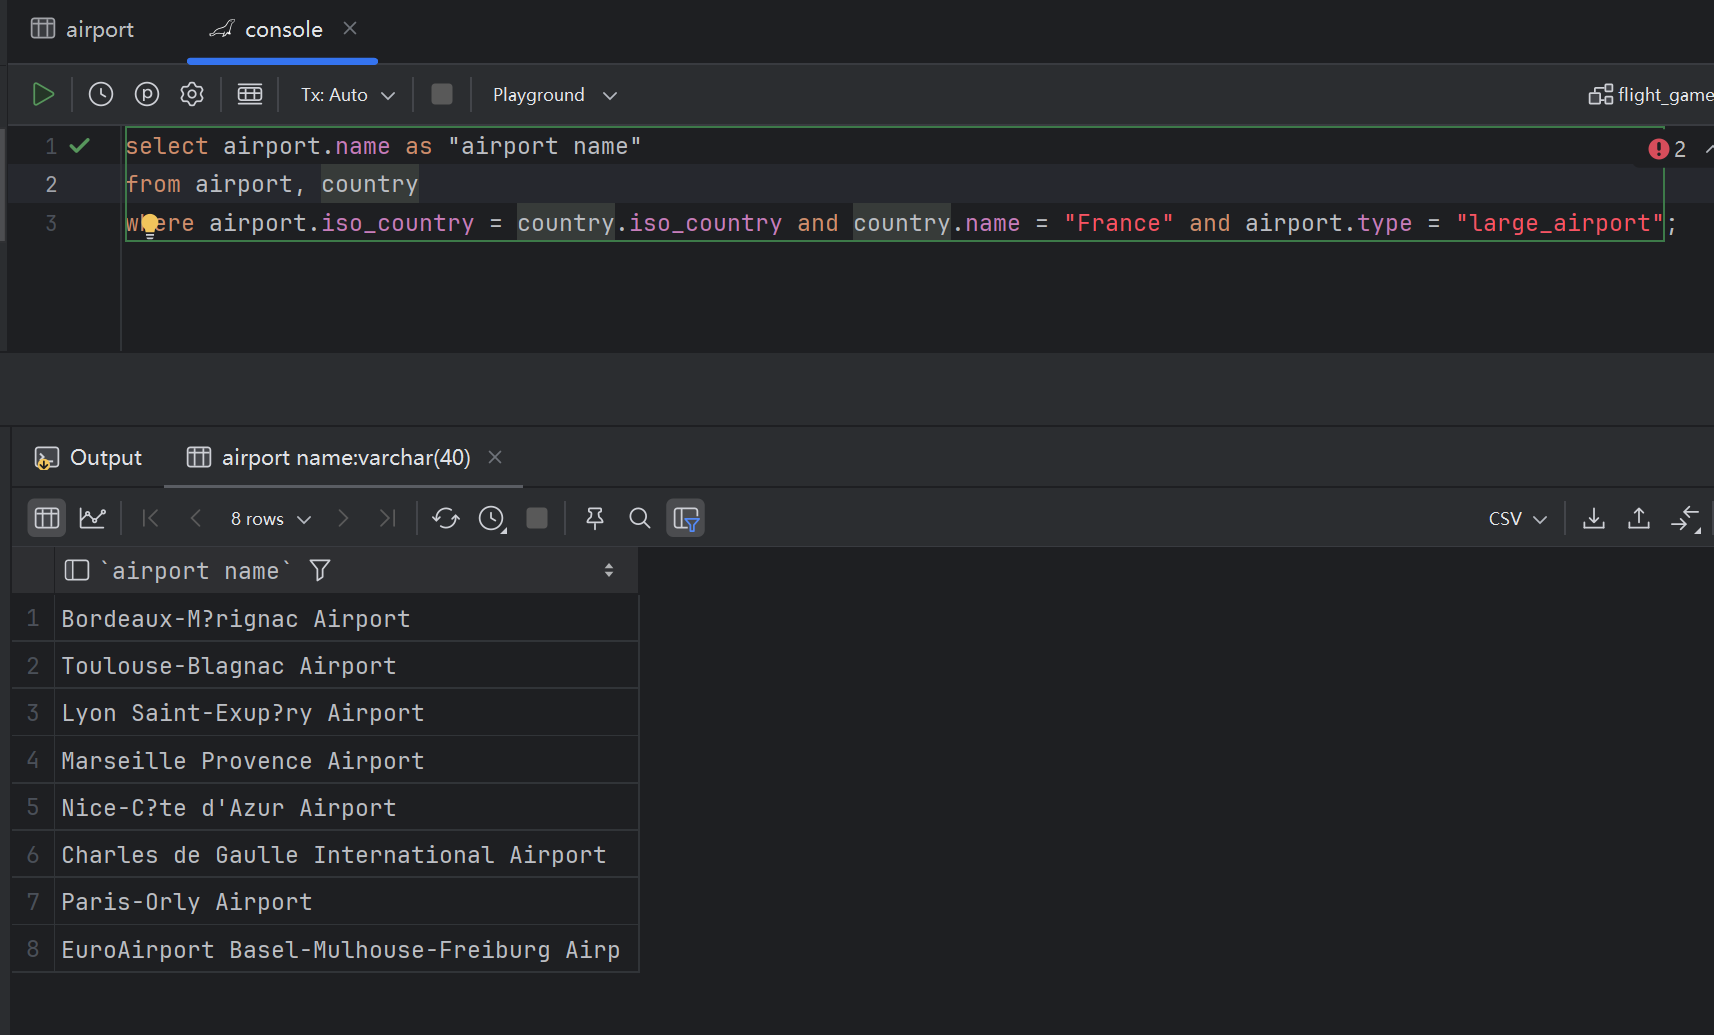 airport console
Tx: Auto Playground flight_game
1 select airport.name as "airport name" 2
2 from airport, country
3 where airport.iso_country = country.iso_country and country.name = "France" and airport.type = "large_airport";
Output airport name:varchar(40)
8 rows CSV
`airport name`
1 Bordeaux-M?rignac Airport
2 Toulouse-Blagnac Airport
3 Lyon Saint-Exup?ry Airport
4 Marseille Provence Airport
5 Nice-C?te d'Azur Airport
6 Charles de Gaulle International Airport
7 Paris-Orly Airport
8 EuroAirport Basel-Mulhouse-Freiburg Airp